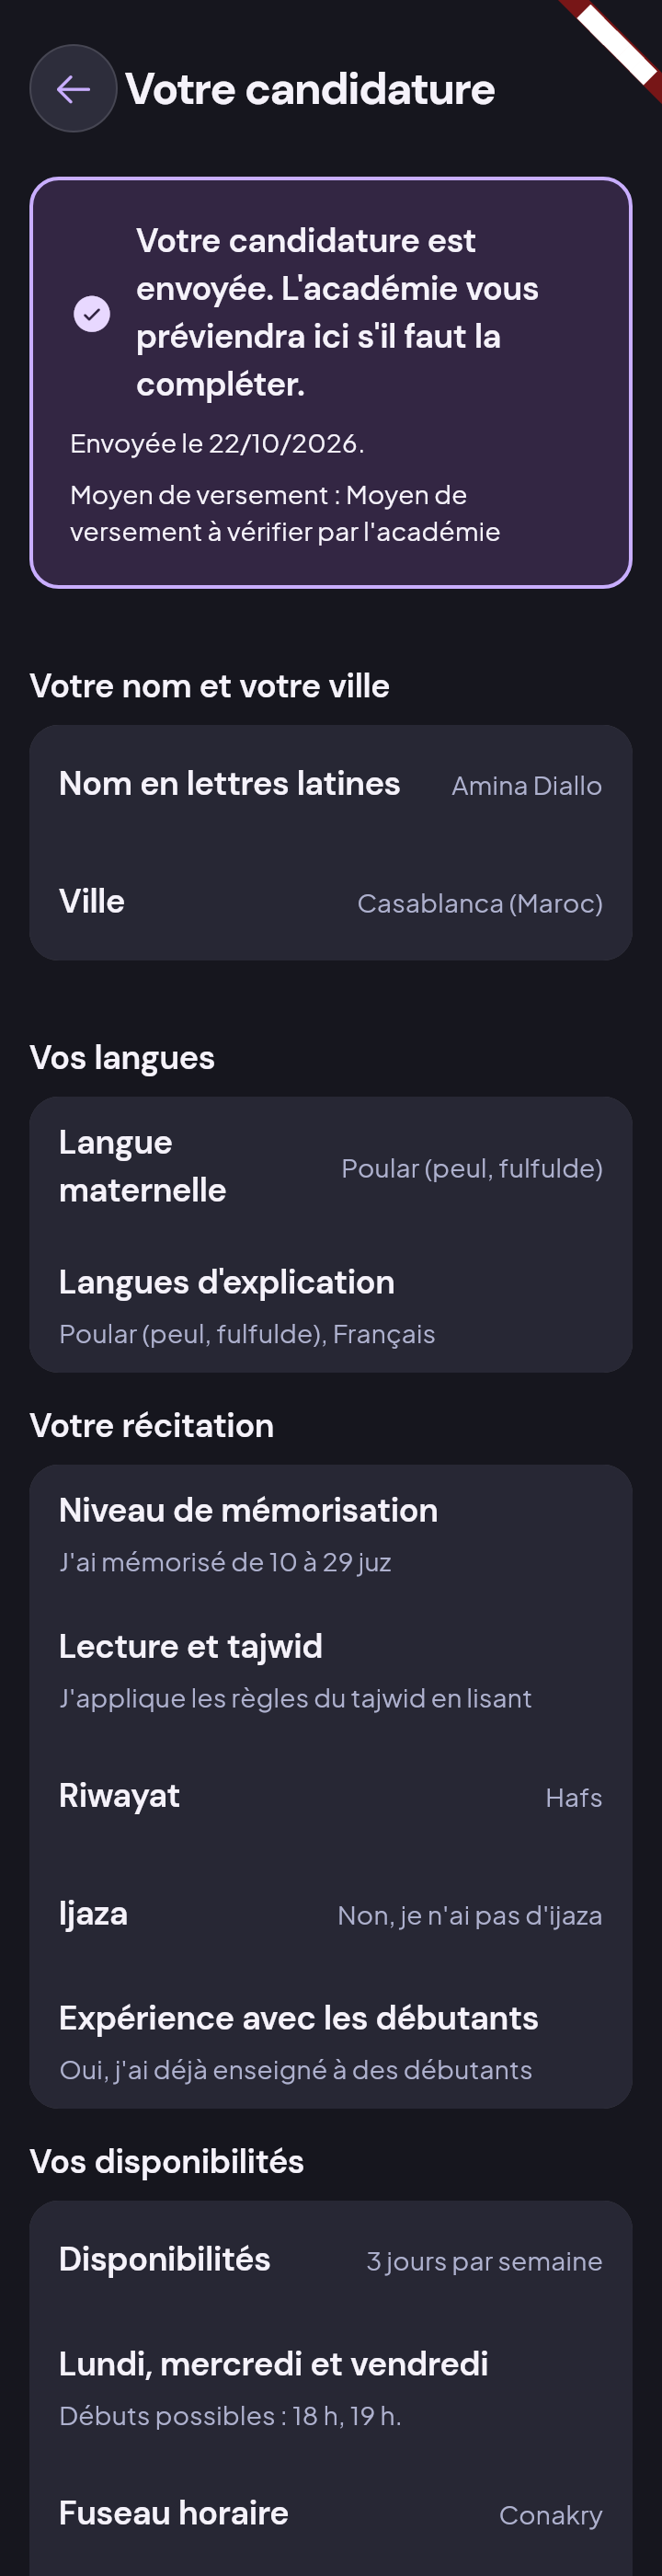 Votre candidature
Votre candidature est
envoyée. L'académie vous
préviendra ici s'il faut la
compléter.
Envoyée le 22/10/2026.
Moyen de versement : Moyen de
versement à vérifier par l'académie
Votre nom et votre ville
Nom en lettres latines Amina Diallo
Ville Casablanca (Maroc)
Vos langues
Langue
maternelle
Poular (peul, fulfulde)
Langues d'explication
Poular (peul, fulfulde), Français
Votre récitation
Niveau de mémorisation
J'ai mémorisé de 10 à 29 juz
Lecture et tajwid
J'applique les règles du tajwid en lisant
Riwayat Hafs
Ijaza Non, je n'ai pas d'ijaza
Expérience avec les débutants
Oui, j'ai déjà enseigné à des débutants
Vos disponibilités
Disponibilités 3 jours par semaine
Lundi, mercredi et vendredi
Débuts possibles : 18 h, 19 h.
Fuseau horaire Conakry